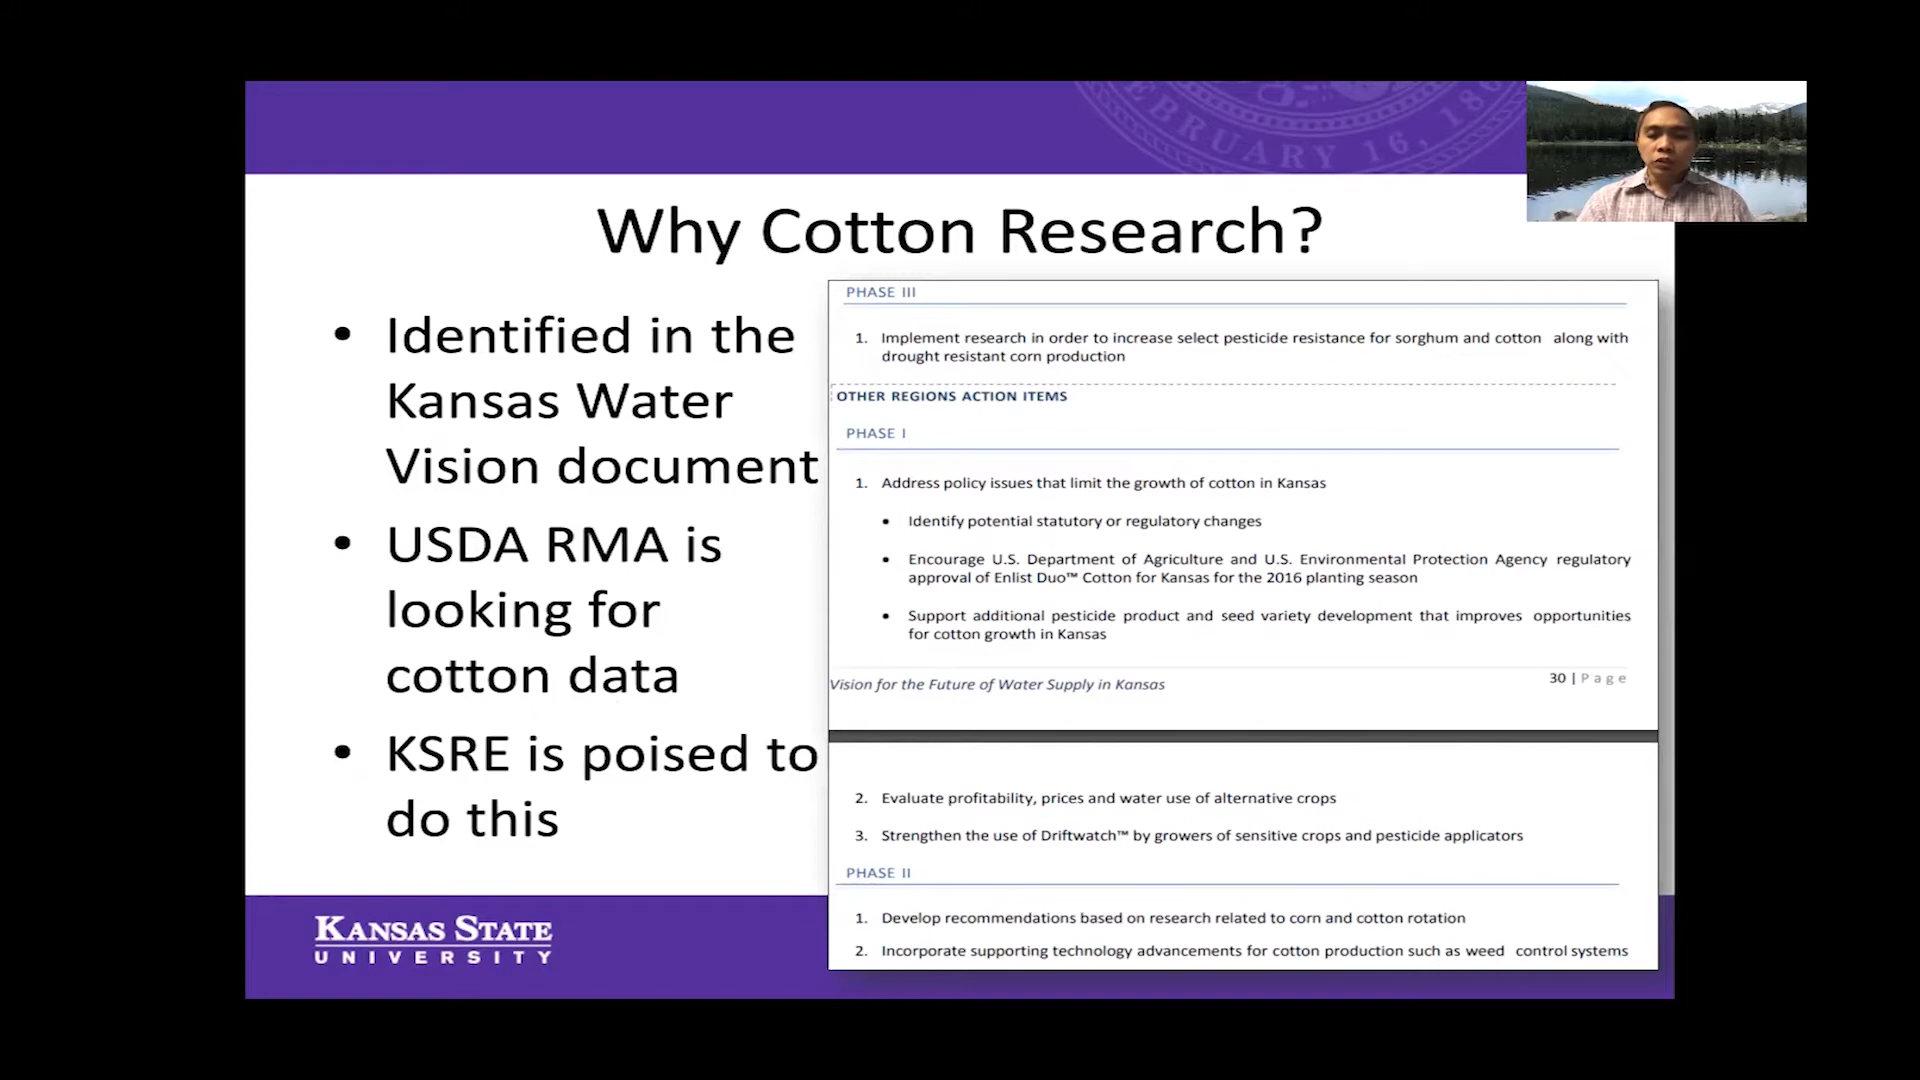 FEBRUARY 16, 186
Why Cotton Research?
• Identified in the
Kansas Water
Vision document
• USDA RMA is
looking for
cotton data
• KSRE is poised to
do this
PHASE III
1. Implement research in order to increase select pesticide resistance for sorghum and cotton along with
drought resistant corn production
OTHER REGIONS ACTION ITEMS
PHASE I
1. Address policy issues that limit the growth of cotton in Kansas
• Identify potential statutory or regulatory changes
• Encourage U.S. Department of Agriculture and U.S. Environmental Protection Agency regulatory
approval of Enlist Duo™ Cotton for Kansas for the 2016 planting season
• Support additional pesticide product and seed variety development that improves opportunities
for cotton growth in Kansas
Vision for the Future of Water Supply in Kansas
30 | Page
2. Evaluate profitability, prices and water use of alternative crops
3. Strengthen the use of Driftwatch™ by growers of sensitive crops and pesticide applicators
PHASE II
1. Develop recommendations based on research related to corn and cotton rotation
2. Incorporate supporting technology advancements for cotton production such as weed control systems
KANSAS STATE
UNIVERSITY